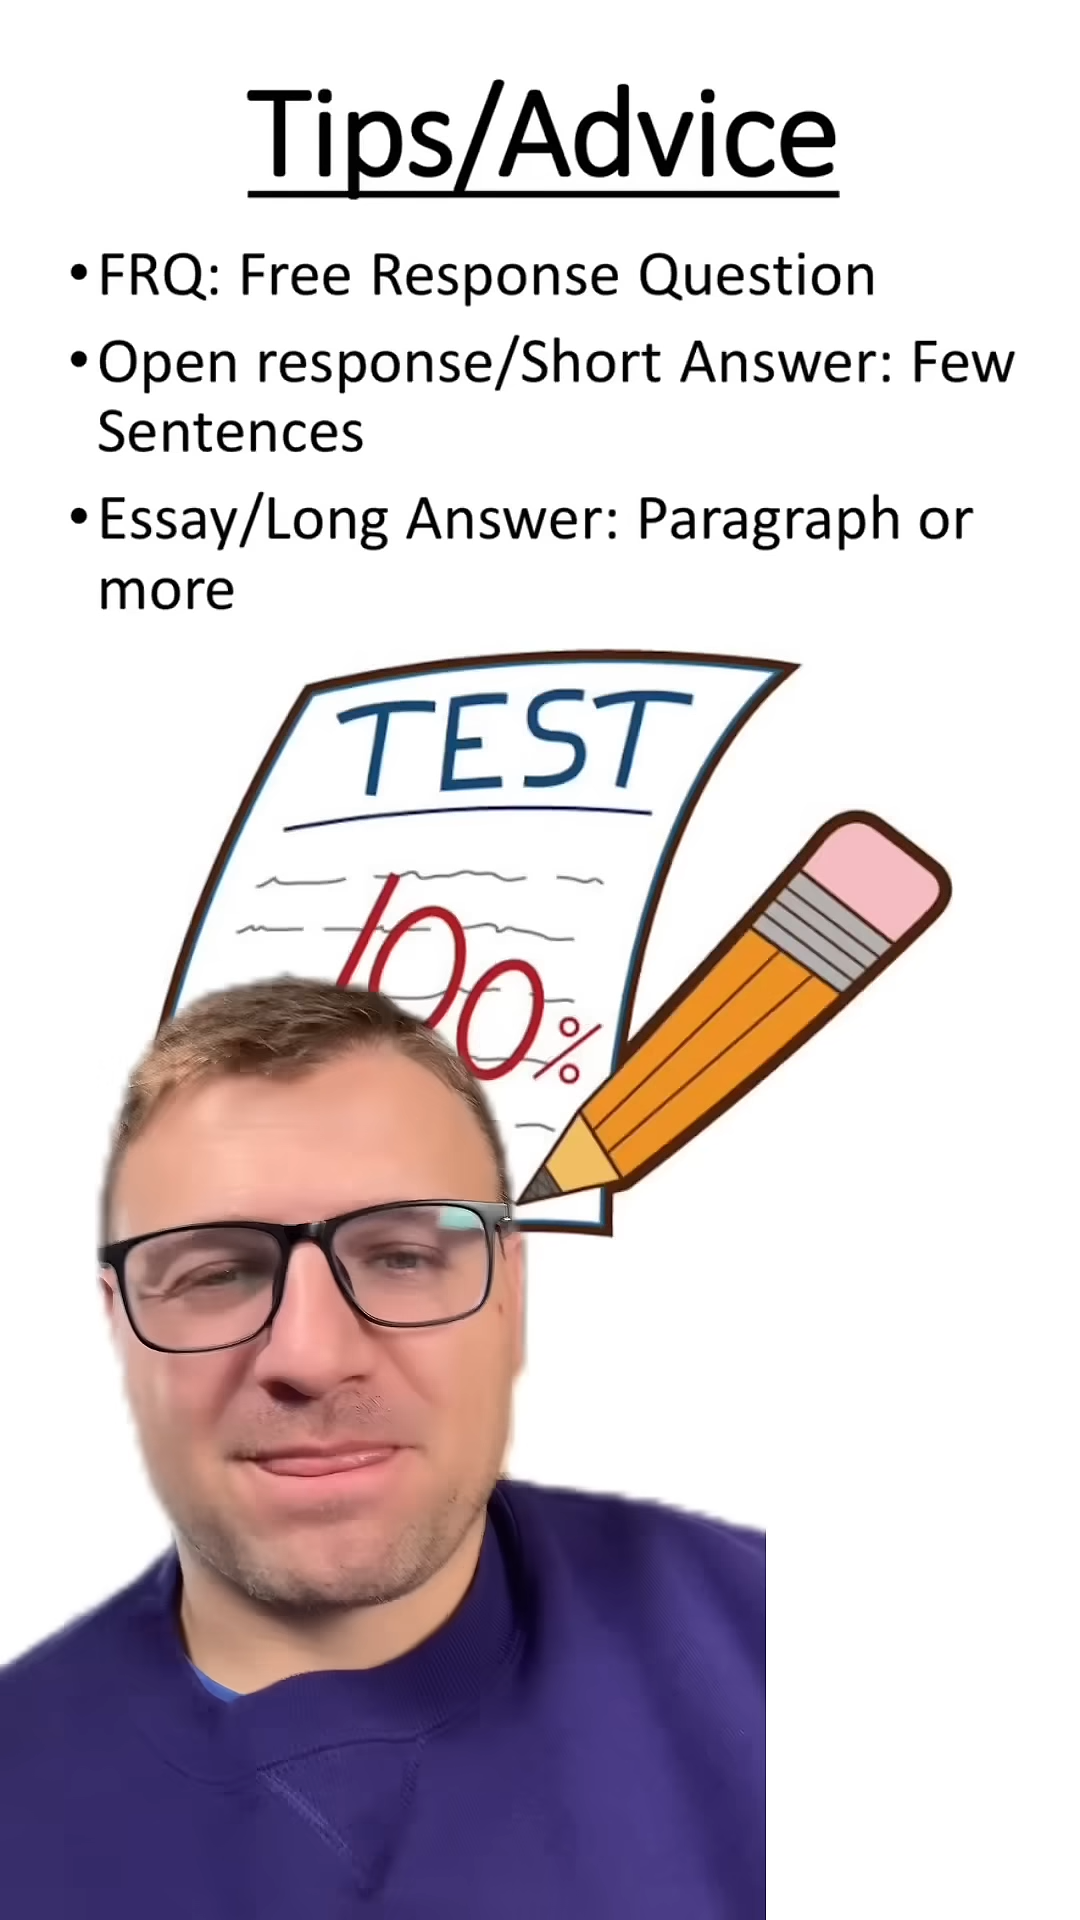 Tips/Advice
•FRQ: Free Response Question
•Open response/Short Answer: Few
Sentences
•Essay/Long Answer: Paragraph or
more
TEST
100%